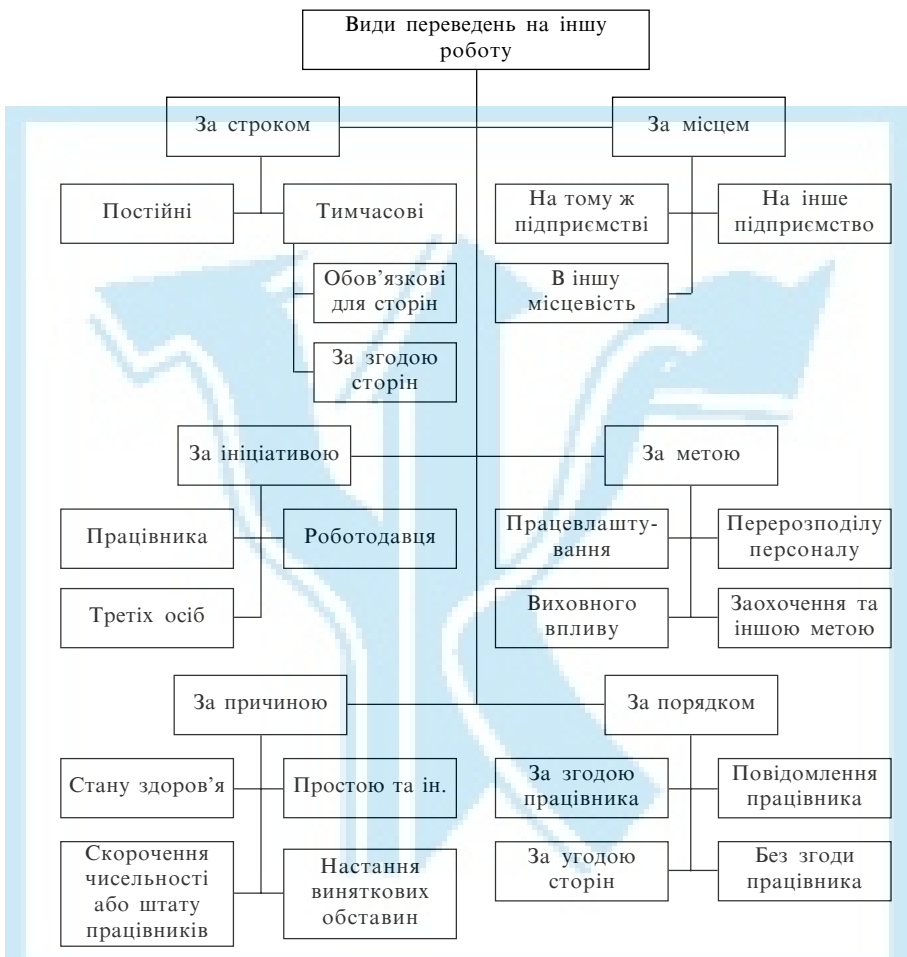 Види переведень на іншу
роботу
За строком
За місцем
Постійні
Тимчасові
На тому ж
підприємстві
На інше
підприємство
Обов’язкові
для сторін
В іншу
місцевість
За згодою
сторін
За ініціативою
За метою
Працівника
Роботодавця
Працевлашту-
вання
Перерозподілу
персоналу
Третіх осіб
Виховного
впливу
Заохочення та
іншою метою
За причиною
За порядком
Стану здоров’я
Простою та ін.
За згодою
працівника
Повідомлення
працівника
Скорочення
чисельності
або штату
працівників
Настання
виняткових
обставин
За угодою
сторін
Без згоди
працівника